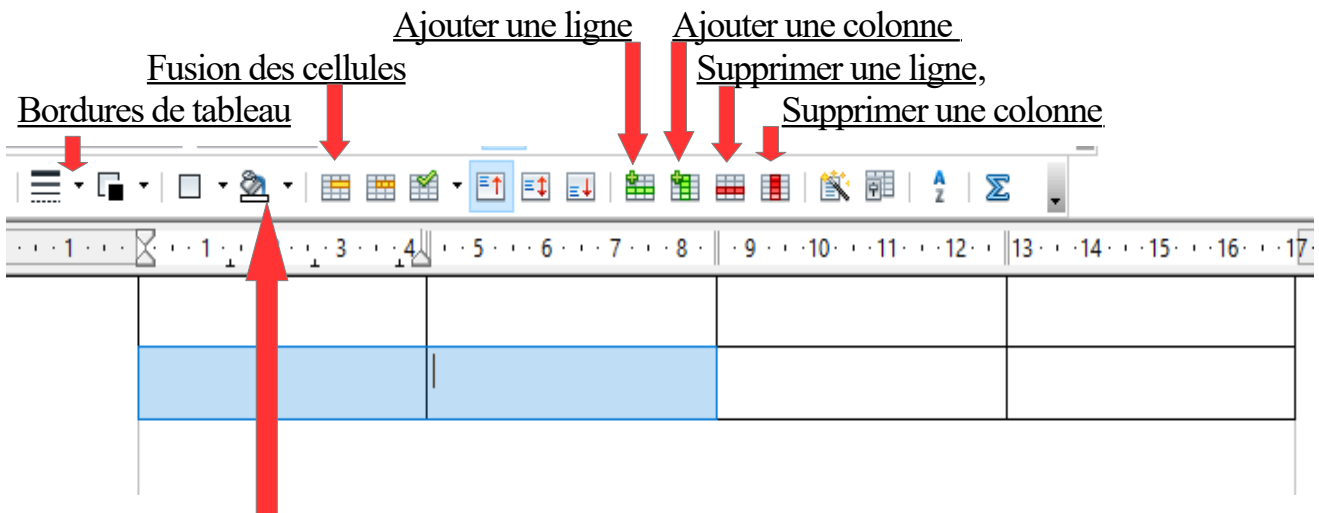 Ajouter une ligne Ajouter une colonne
Fusion des cellules Supprimer une ligne,
Bordures de tableau Supprimer une colonne
A
Z Σ
1 1 3 4 5 6 7 8 9 10 11 12 13 14 15 16 17